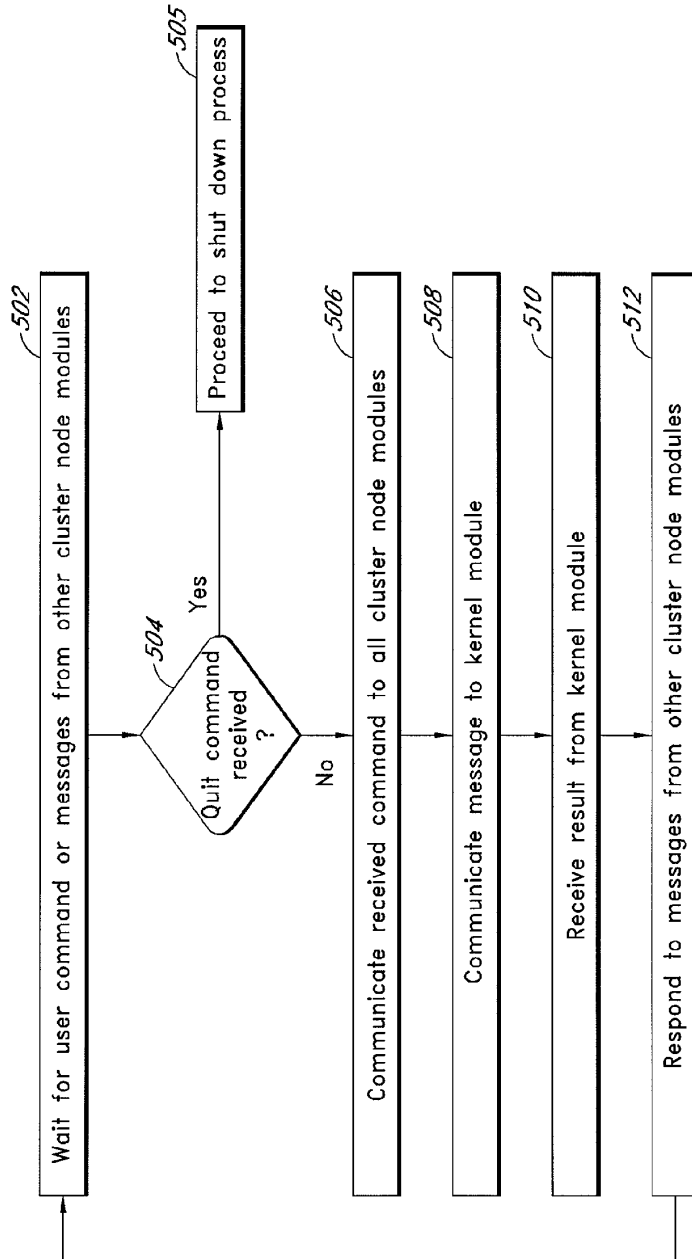 502
Wait for user command or messages from other cluster node modules
504
Quit command
received
?
Yes
505
Proceed to shut down process
No
506
Communicate received command to all cluster node modules
508
Communicate message to kernel module
510
Receive result from kernel module
512
Respond to messages from other cluster node modules